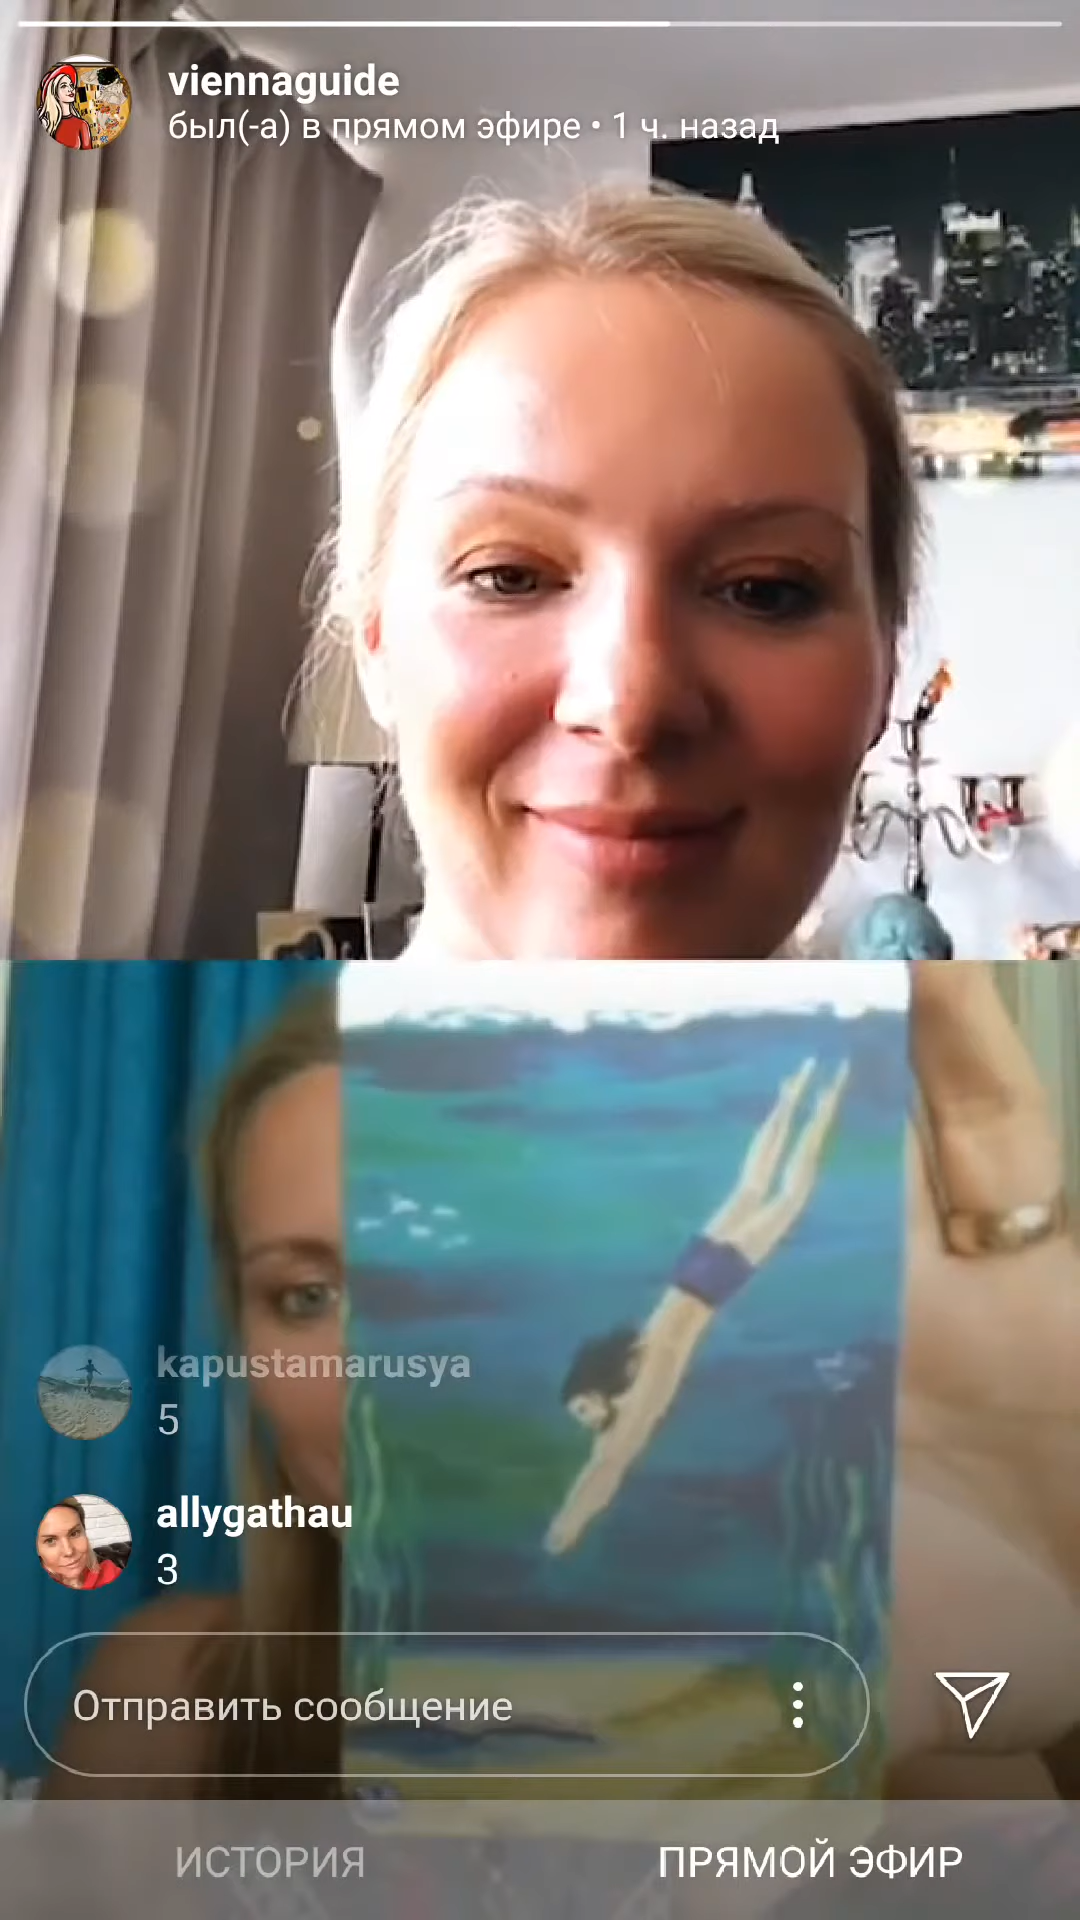 viennaguide
был(-а) в прямом эфире • 1 ч. назад
kapustamarusya
5
allygathau
3
Отправить сообщение
ИСТОРИЯ
ПРЯМОЙ ЭФИР